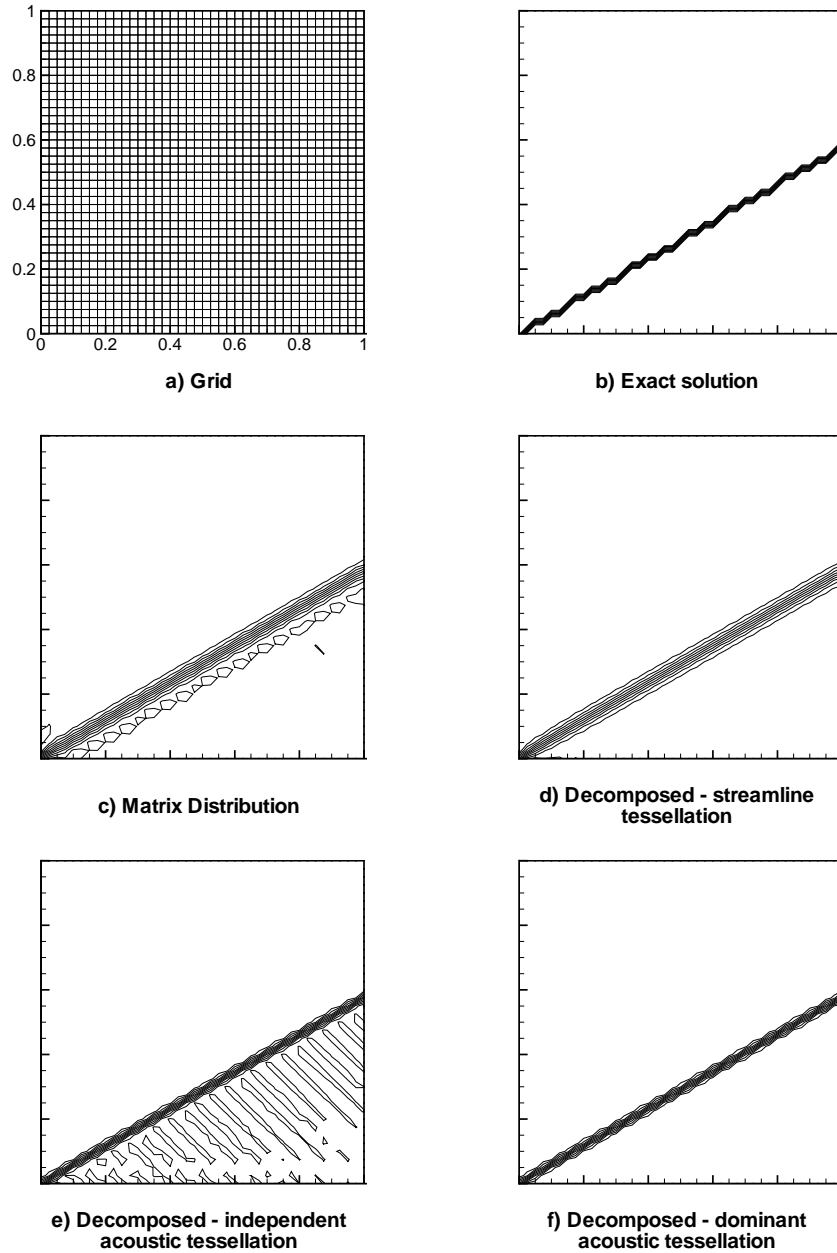 1
0.8
0.6
0.4
0.2
0
0 0.2 0.4 0.6 0.8 1
a) Grid
b) Exact solution
c) Matrix Distribution
d) Decomposed - streamline
tessellation
e) Decomposed - independent
acoustic tessellation
f) Decomposed - dominant
acoustic tessellation